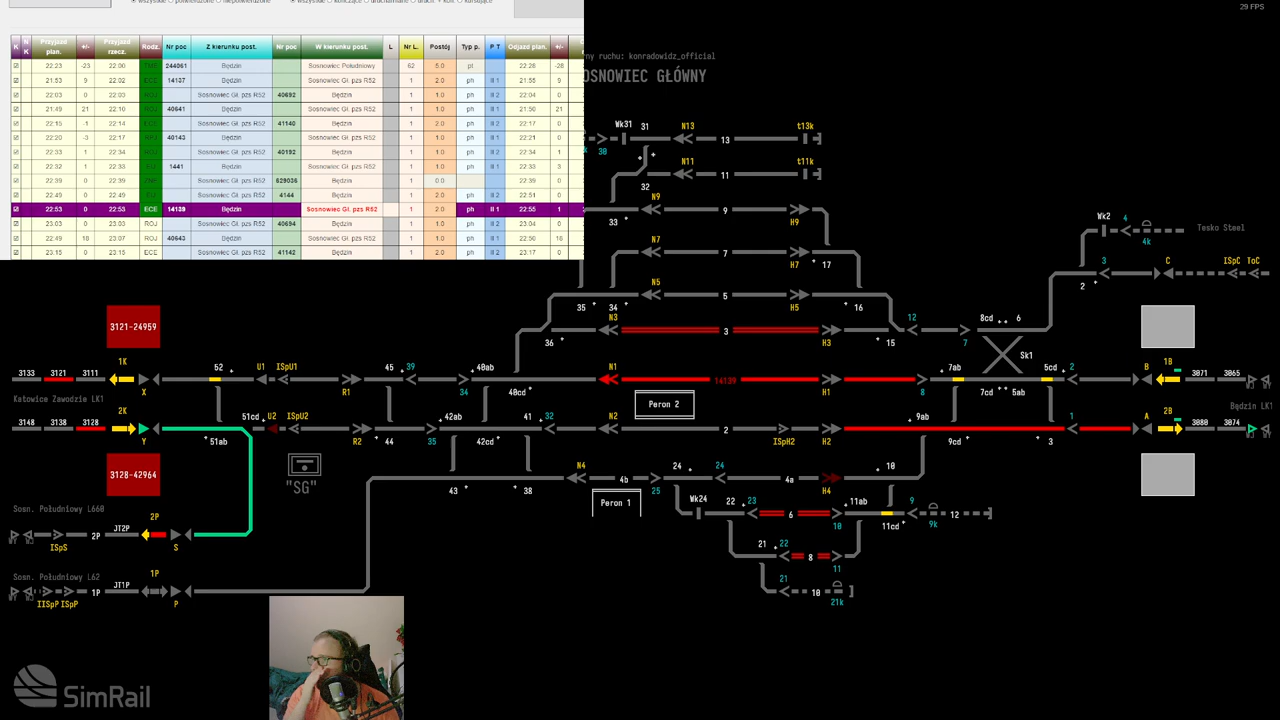 29 FPS
wszystkie potwierdzone niepotwierdzone wszystkie kończące uruchamiane kursujące
K N K Przyjazd plan. +/- Przyjazd rzecz. Rodz. Nr poc Z kierunku post. Nr poc W kierunku post. L Nr L. Postój Typ p. P T Odjazd plan. +/-
22:23 -23 22:00 244061 Będzin Sosnowiec Południowy 62 5.0 pt 22:28 -28
21:53 9 22:02 ECE 14137 Będzin Sosnowiec Gł. pzs R52 1 2.0 ph II 1 21:55 9
22:03 0 22:03 Sosnowiec Gł. pzs R52 40692 Będzin 1 1.0 ph II 2 22:04 0
21:49 21 22:10 40641 Będzin Sosnowiec Gł. pzs R52 1 1.0 ph II 1 21:50 21
22:15 -1 22:14 Sosnowiec Gł. pzs R52 41140 Będzin 1 2.0 ph II 2 22:17 0
22:20 -3 22:17 40143 Będzin Sosnowiec Gł. pzs R52 1 1.0 ph II 1 22:21 0
22:33 1 22:34 Sosnowiec Gł. pzs R52 40192 Będzin 1 1.0 ph II 2 22:34 1
22:32 1 22:33 1441 Będzin Sosnowiec Gł. pzs R52 1 1.0 ph II 1 22:33 3
22:39 0 22:39 Sosnowiec Gł. pzs R52 629036 Będzin 1 0.0 22:39 0
22:49 0 22:49 Sosnowiec Gł. pzs R52 4144 Będzin 1 2.0 ph II 2 22:51 0
22:53 0 22:53 ECE 14139 Będzin Sosnowiec Gł. pzs R52 1 2.0 ph II 1 22:55 1
23:03 0 23:03 ROJ Sosnowiec Gł. pzs R52 40694 Będzin 1 1.0 ph II 2 23:04 0
22:49 18 23:07 ROJ 40643 Będzin Sosnowiec Gł. pzs R52 1 1.0 ph II 1 22:50 18
23:15 0 23:15 ECE Sosnowiec Gł. pzs R52 41142 Będzin 1 2.0 ph II 2 23:17 0
ny ruchu: konradowidz_official
OSNOWIEC GŁÓWNY
Wk31 31 N13 13 t13k
30
N11 11 t11k
32
N9 9 H9
33
Wk2 4 4k Tesko Steel
N7 7 H7 17
3 C ISpC ToC
2
N5 5 H5 16
35 34
N3 3 H3 15
36
12 7 8cd 6
Sk1
3121-24959
1K 52 U1 ISpU1 R1 45 39 34 40ab 40cd N1 14139 H1 8 7ab 7cd 5ab 5cd 2 B 1B 3071 3065
3133 3121 3111 X
Katowice Zawodzie LK1
Peron 2
Będzin LK1
2K 51cd U2 ISpU2 R2 44 35 42ab 42cd 41 32 N2 2 ISpH2 H2 9ab 9cd 3 1 A 2B 3080 3074
3148 3138 3128 Y 51ab
3128-42964
"SG"
43 38 N4 4b 25 24 24 4a H4 10
Peron 1
Wk24 22 23 6 10 11ab 11cd 9 9k 12
Sosn. Południowy L660
2P JT2P 2P S
ISpS
21 22 8 11
Sosn. Południowy L62
1P JT1P 1P P
IISpP ISpP
21 10 21k
SimRail